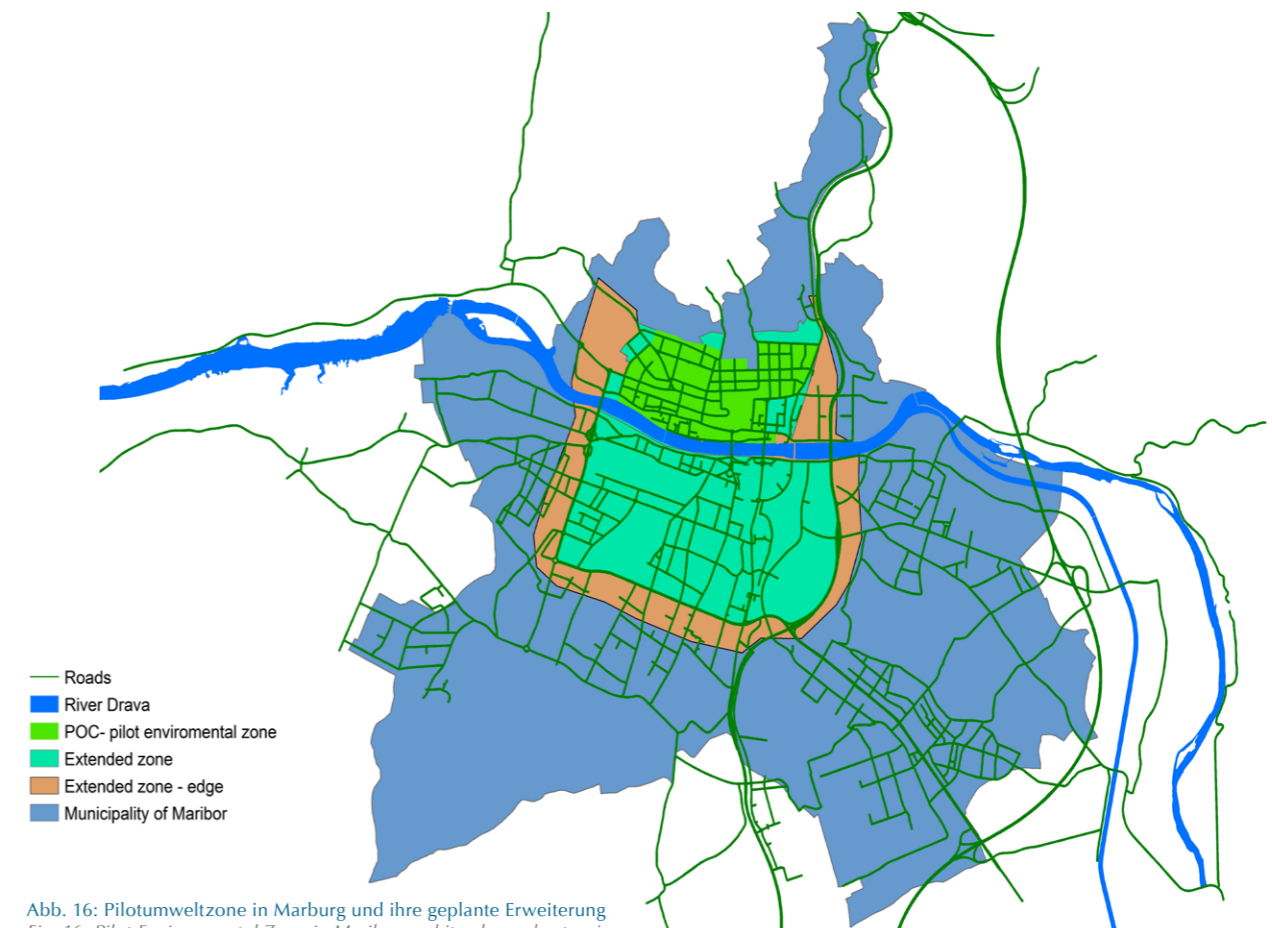 Roads
River Drava
POC- pilot enviromental zone
Extended zone
Extended zone - edge
Municipality of Maribor
Abb. 16: Pilotumweltzone in Marburg und ihre geplante Erweiterung